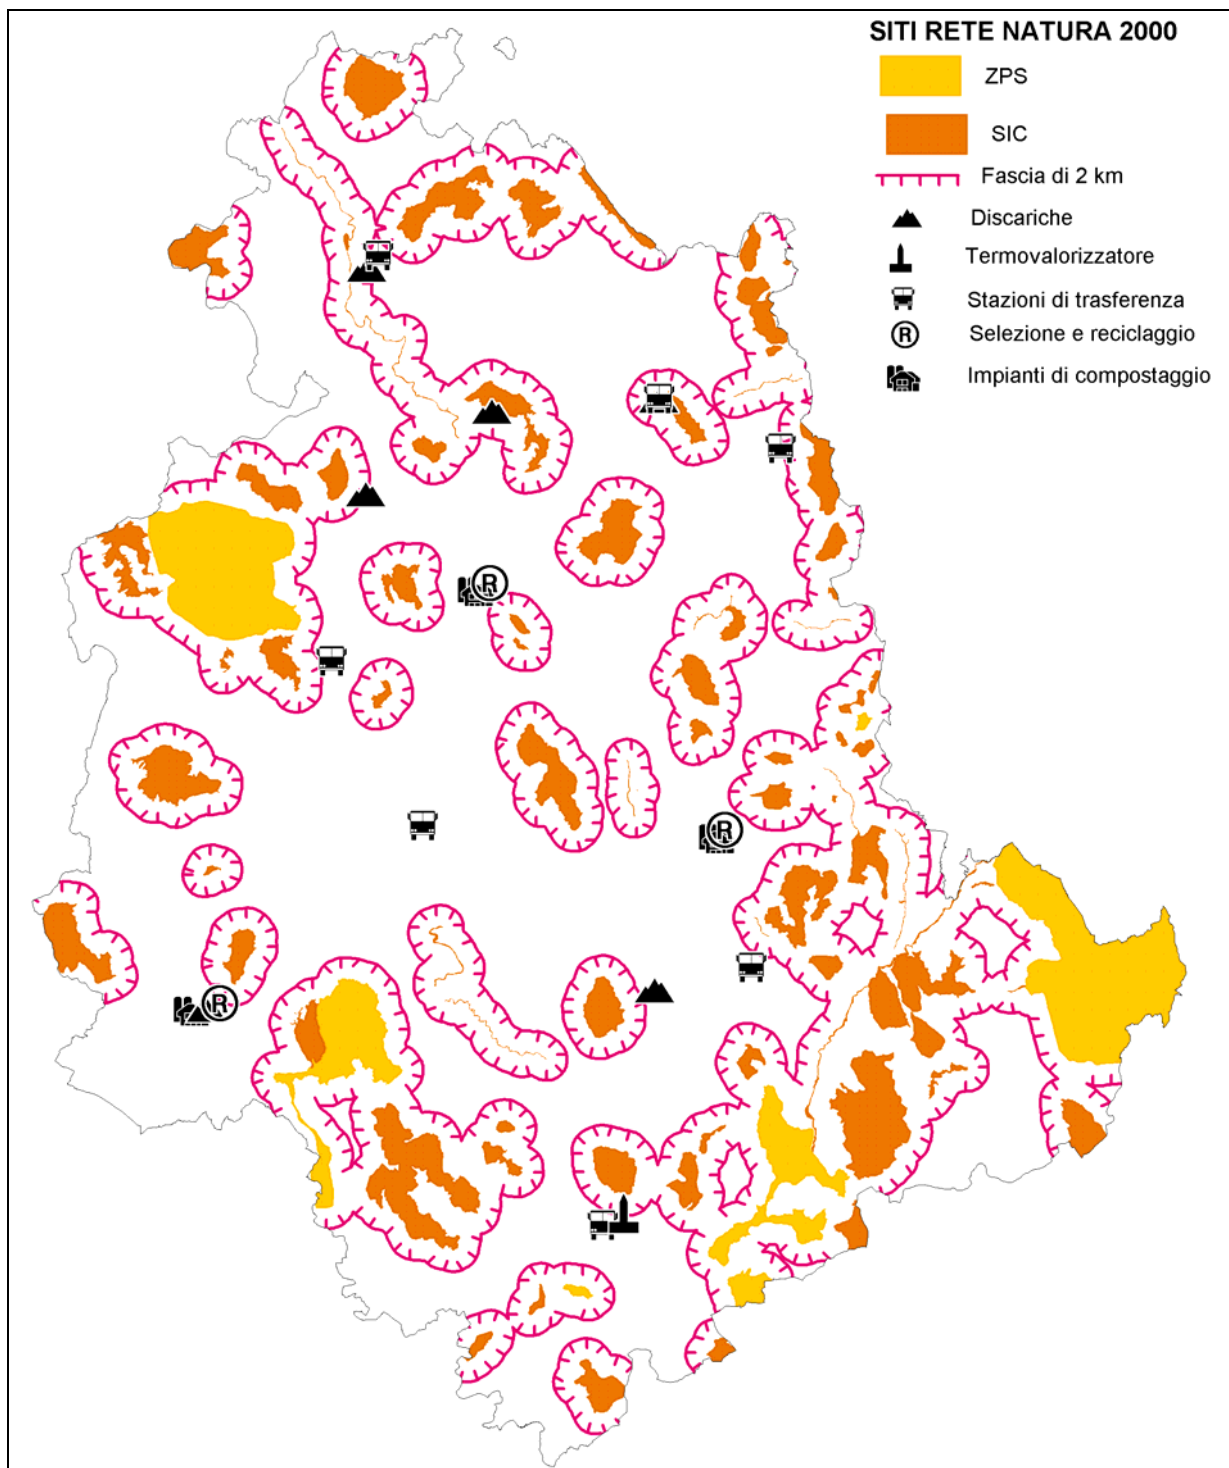 SITI RETE NATURA 2000
ZPS
SIC
Fascia di 2 km
Discariche
Termovalorizzatore
Stazioni di trasferenza
R Selezione e reciclaggio
Impianti di compostaggio
R
R
R